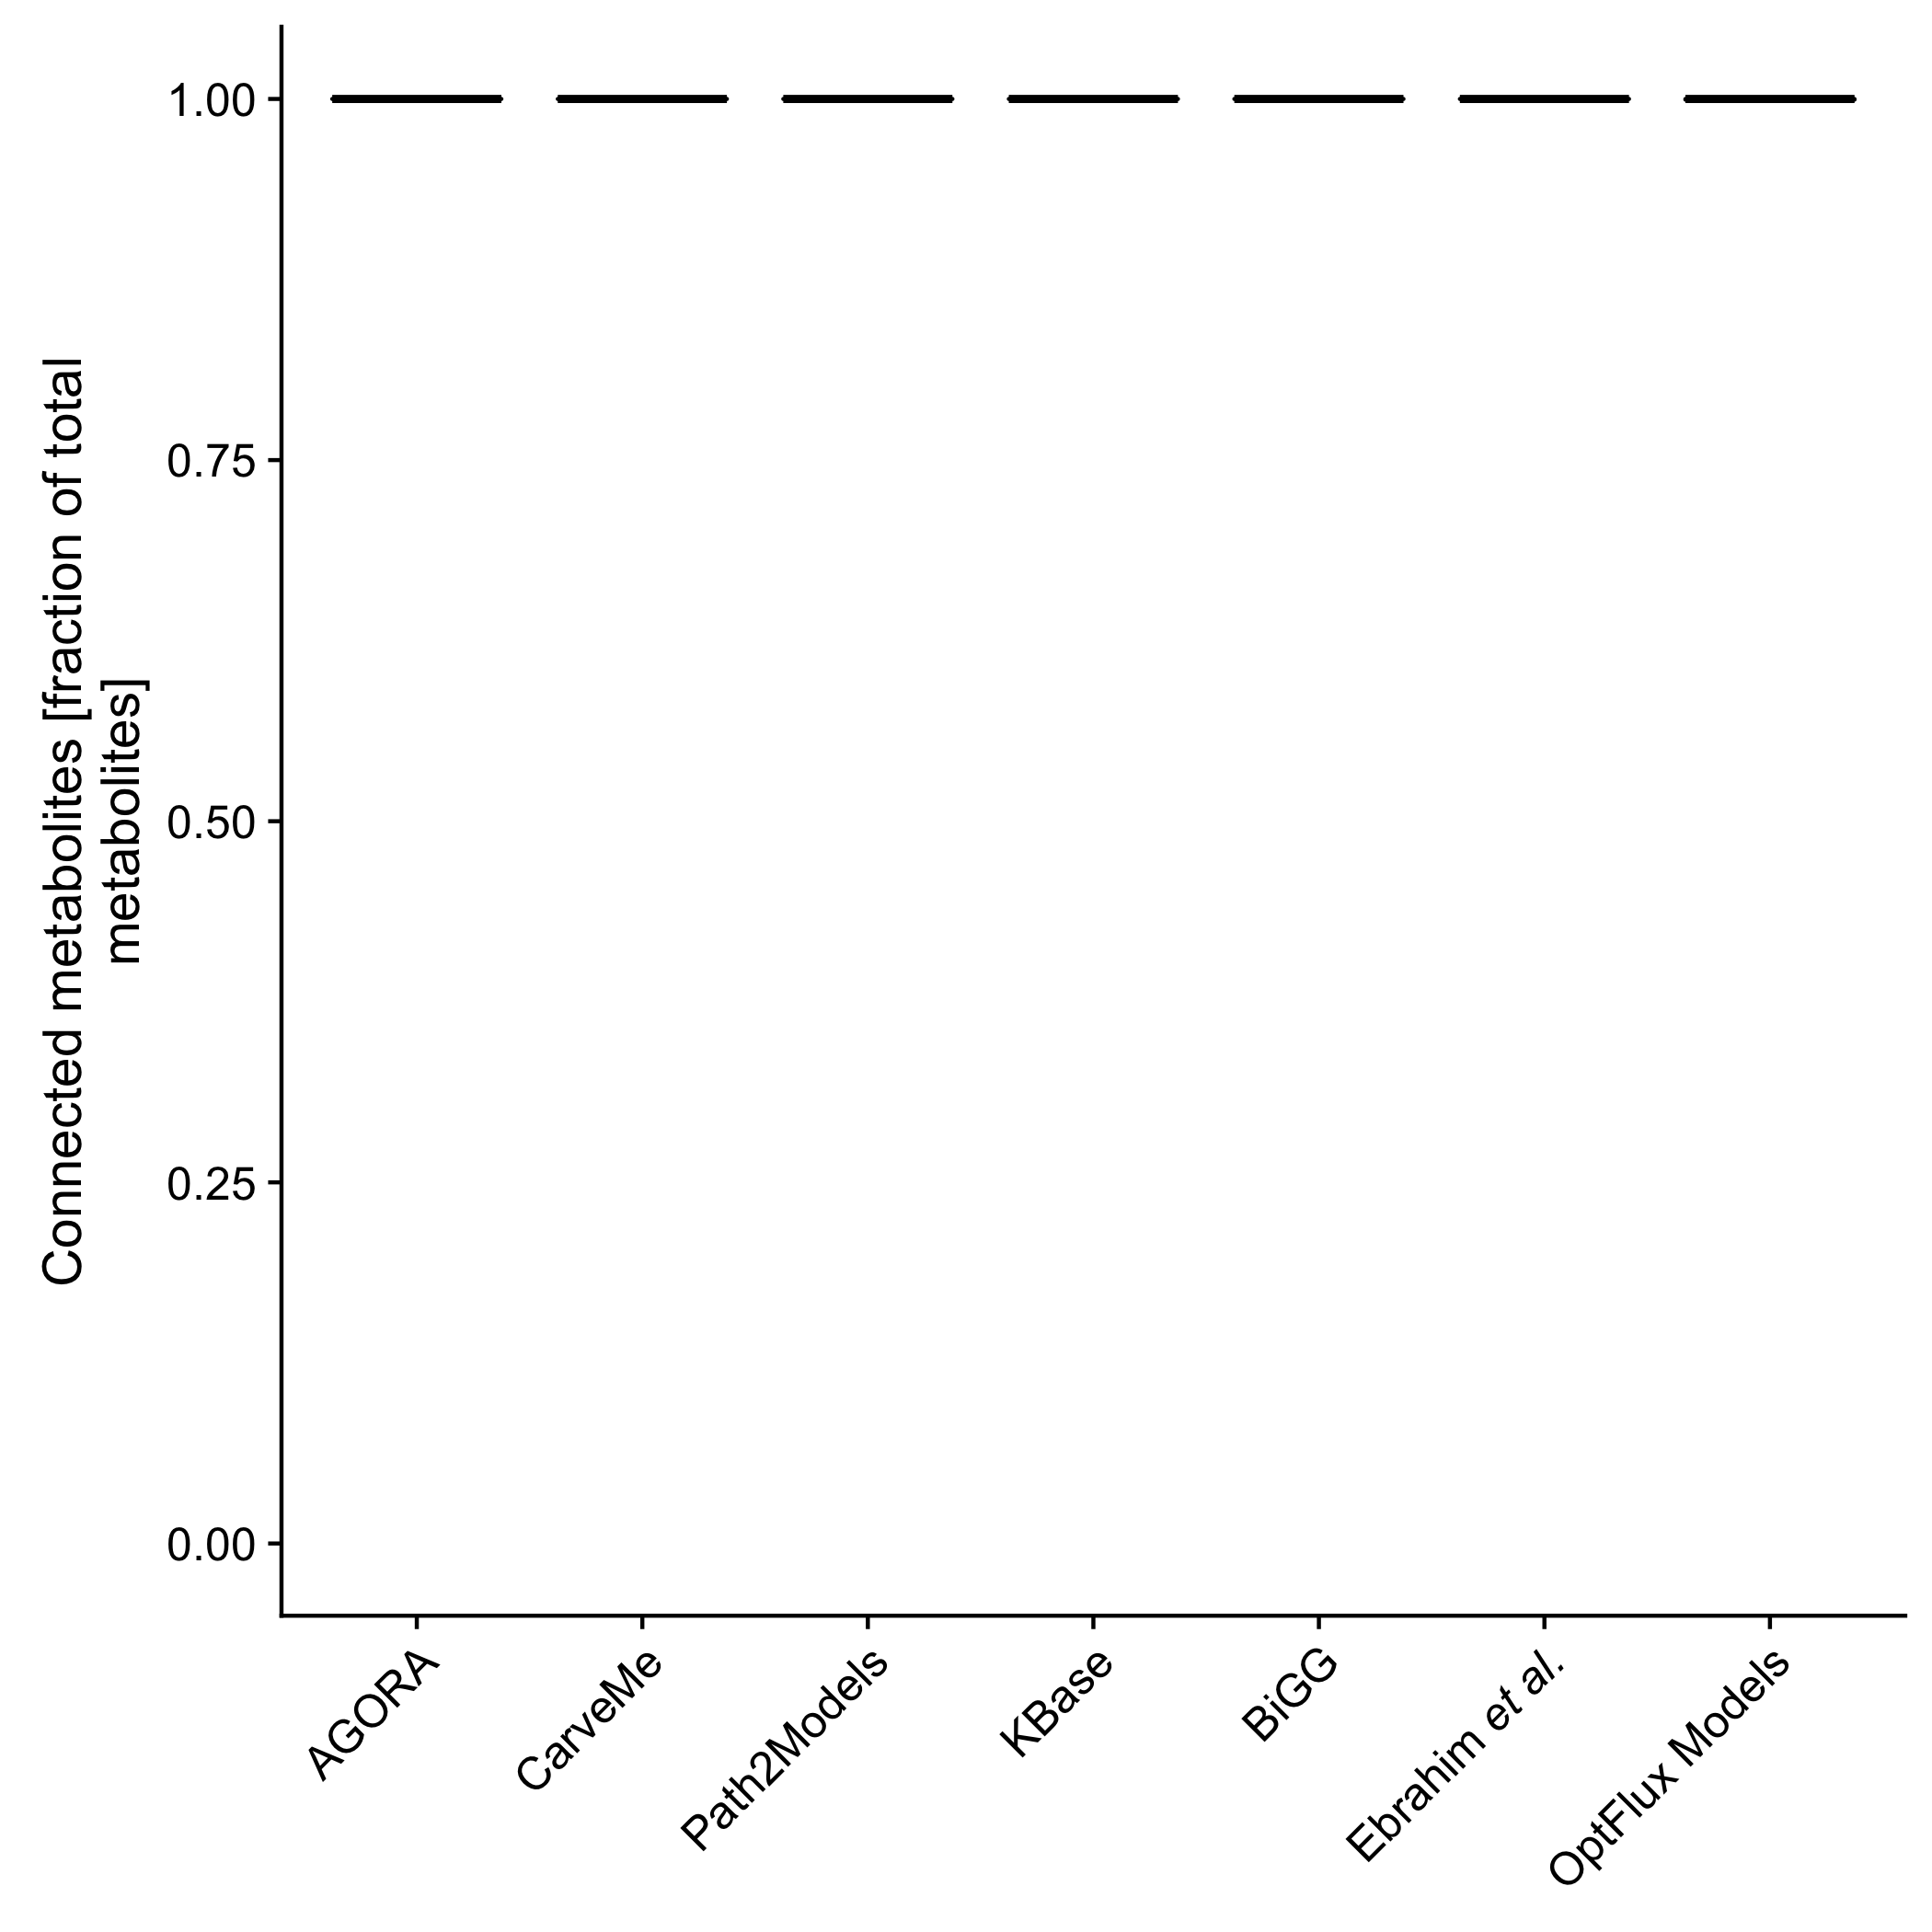 Connected metabolites [fraction of total
metabolites]
1.00
0.75
0.50
0.25
0.00
AGORA
CarveMe
Path2Models
KBase
BiGG
Ebrahim et al.
OptFlux Models